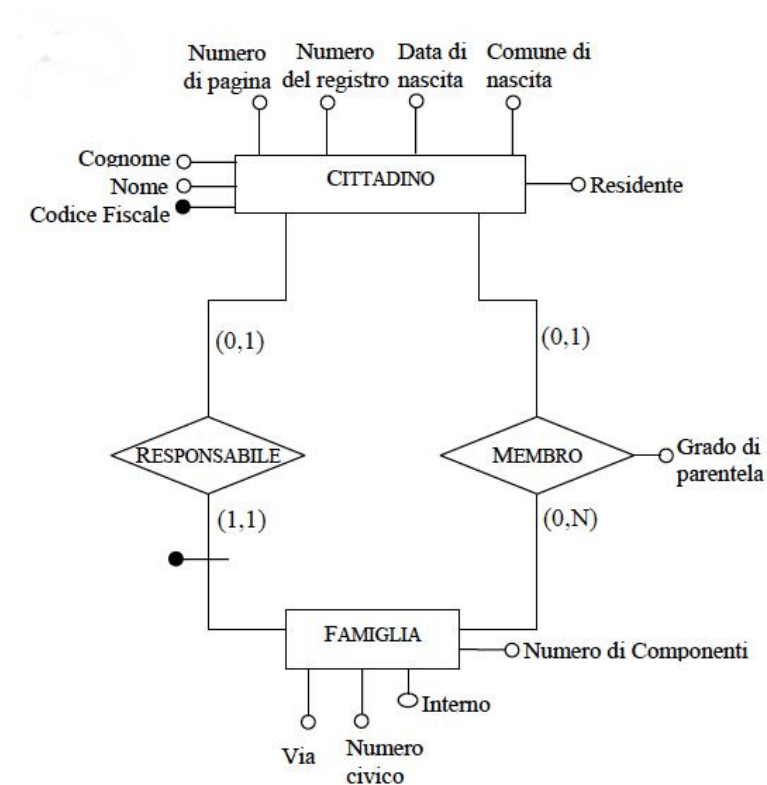 Numero
di pagina
Numero
del registro
Data di
nascita
Comune di
nascita
Cognome
Nome
Codice Fiscale
CITTADINO
Residente
(0,1)
(0,1)
RESPONSABILE
MEMBRO
Grado di
parentela
(1,1)
(0,N)
FAMIGLIA
Numero di Componenti
Interno
Via
Numero
civico